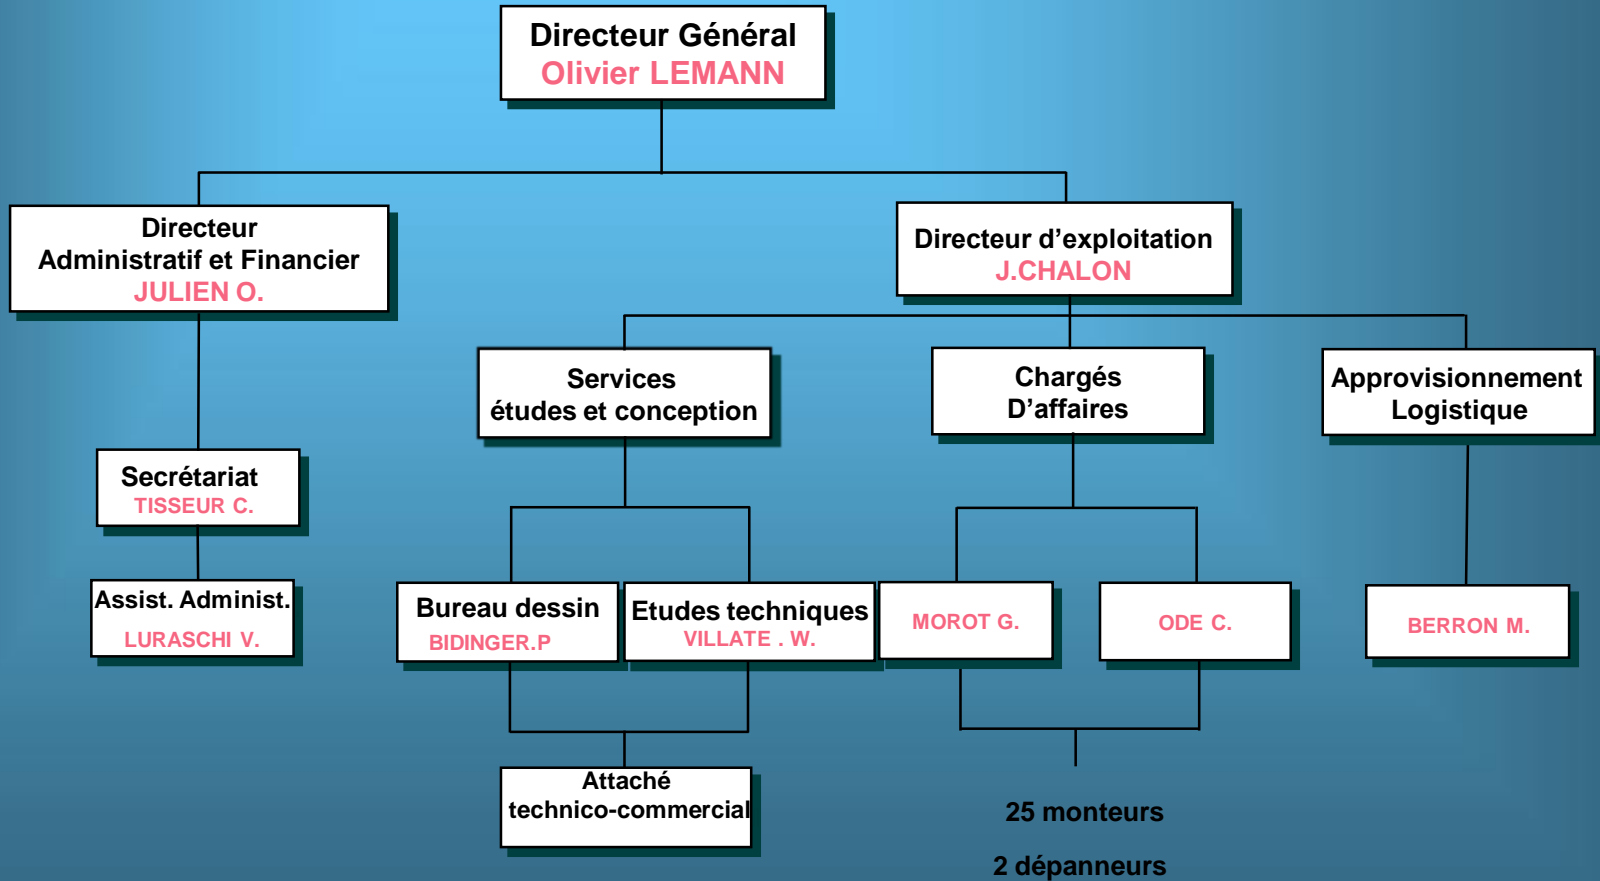 Directeur Général
Olivier LEMANN
Directeur
Administratif et Financier
JULIEN O.
Directeur d’exploitation
J.CHALON
Services
études et conception
Chargés
D’affaires
Approvisionnement
Logistique
Secrétariat
TISSEUR C.
Assist. Administ.
LURASCHI V.
Bureau dessin
BIDINGER.P
Etudes techniques
VILLATE . W.
MOROT G.
ODE C.
BERRON M.
Attaché
technico-commercial
25 monteurs
2 dépanneurs